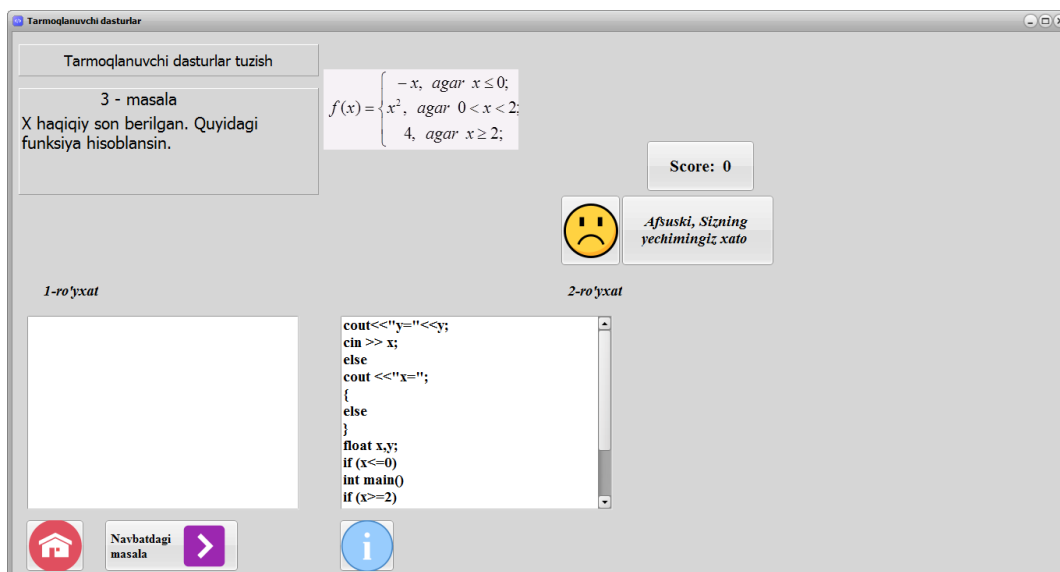 Tarmoqlanuvchi dasturlar
Tarmoqlanuvchi dasturlar tuzish
3 - masala
X haqiqiy son berilgan. Quyidagi
funksiya hisoblansin.
f(x) = { -x, agar x ≤ 0;
x², agar 0 < x < 2;
4, agar x ≥ 2;
Score: 0
Afsuski, Sizning
yechimingiz xato
1-ro'yxat
2-ro'yxat
cout<<"y="<<y;
cin >> x;
else
cout <<"x=";
{
else
}
float x,y;
if (x<=0)
int main()
if (x>=2)
Navbatdagi
masala
i